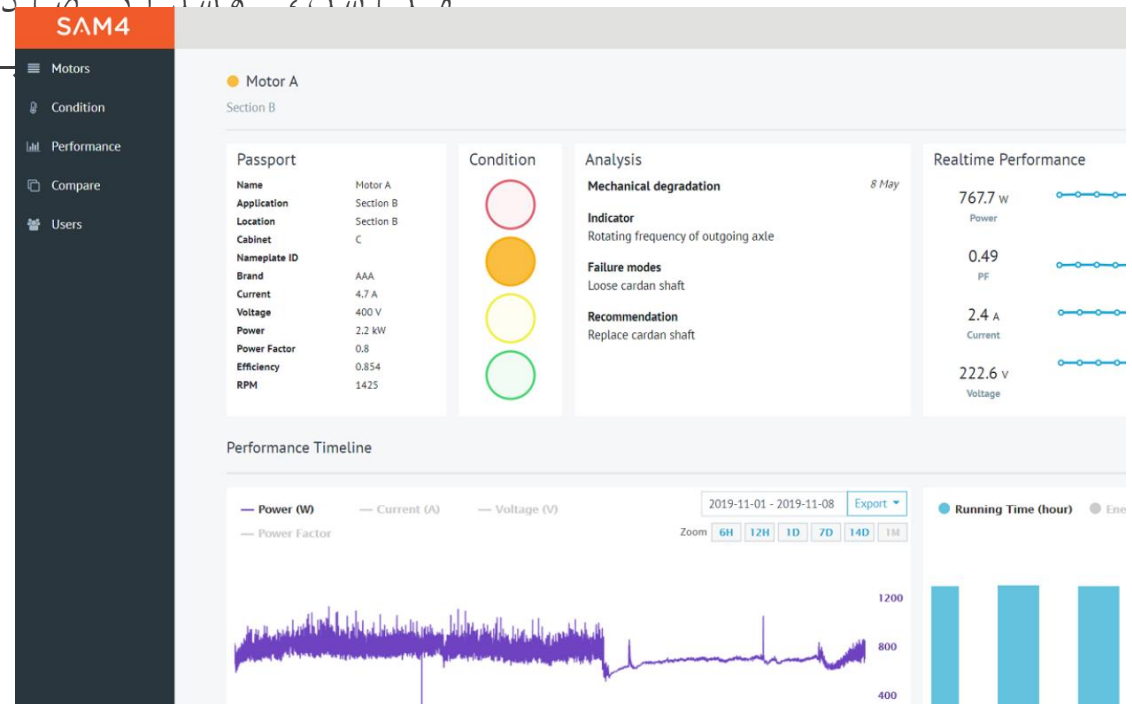 SAM4
Motors
Condition
Performance
Compare
Users
Motor A
Section B
Passport
Name Motor A
Application Section B
Location Section B
Cabinet C
Nameplate ID
Brand AAA
Current 4.7 A
Voltage 400 V
Power 2.2 kW
Power Factor 0.8
Efficiency 0.854
RPM 1425
Condition
Analysis
Mechanical degradation 8 May
Indicator
Rotating frequency of outgoing axle
Failure modes
Loose cardan shaft
Recommendation
Replace cardan shaft
Realtime Performance
767.7 W
Power
0.49
PF
2.4 A
Current
222.6 V
Voltage
Performance Timeline
Power (W) Current (A) Voltage (V)
Power Factor
2019-11-01 - 2019-11-08 Export
Zoom 6H 12H 1D 7D 14D 1M
1200
800
400
Running Time (hour)